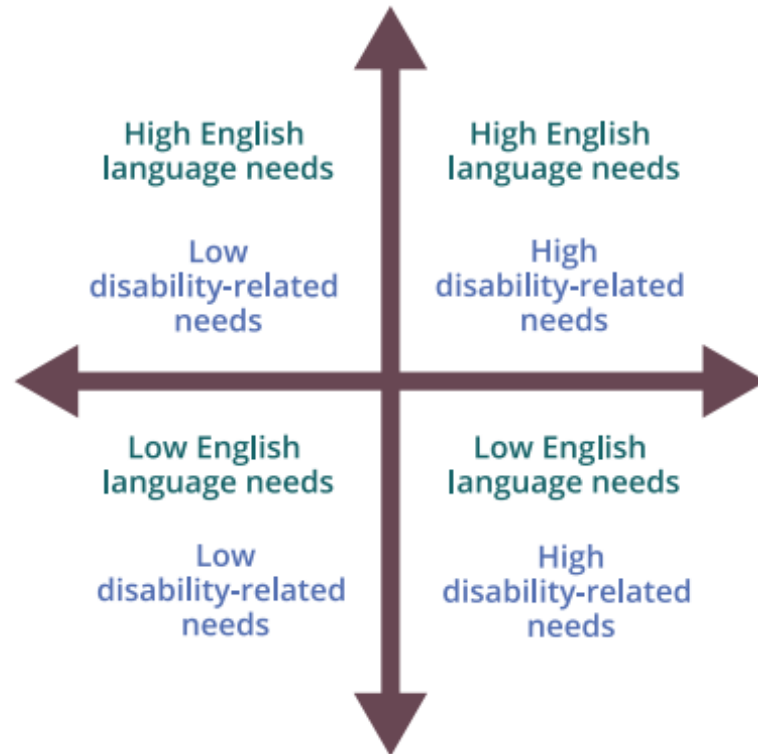 High English
language needs
Low
disability-related
needs
High English
language needs
High
disability-related
needs
Low English
language needs
Low
disability-related
needs
Low English
language needs
High
disability-related
needs